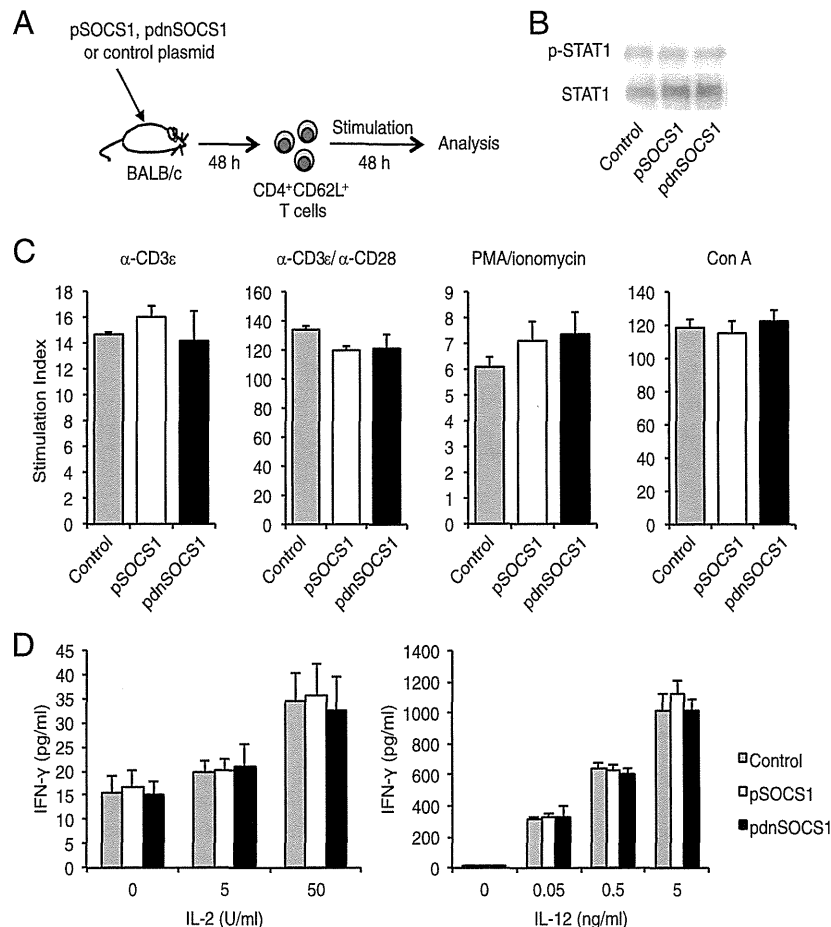 A
pSOCS1, pdnSOCS1
or control plasmid
BALB/c
48 h
CD4⁺CD62L⁺
T cells
Stimulation
48 h
Analysis
B
p-STAT1
STAT1
Control
pSOCS1
pdnSOCS1
C
α-CD3ε
Stimulation Index
18
16
14
12
10
8
6
4
2
0
Control
pSOCS1
pdnSOCS1
α-CD3ε/ α-CD28
160
140
120
100
80
60
40
20
0
Control
pSOCS1
pdnSOCS1
PMA/ionomycin
9
8
7
6
5
4
3
2
1
0
Control
pSOCS1
pdnSOCS1
Con A
140
120
100
80
60
40
20
0
Control
pSOCS1
pdnSOCS1
D
IFN-γ (pg/ml)
45
40
35
30
25
20
15
10
5
0
0 5 50
IL-2 (U/ml)
IFN-γ (pg/ml)
1400
1200
1000
800
600
400
200
0
0 0.05 0.5 5
IL-12 (ng/ml)
Control
pSOCS1
pdnSOCS1